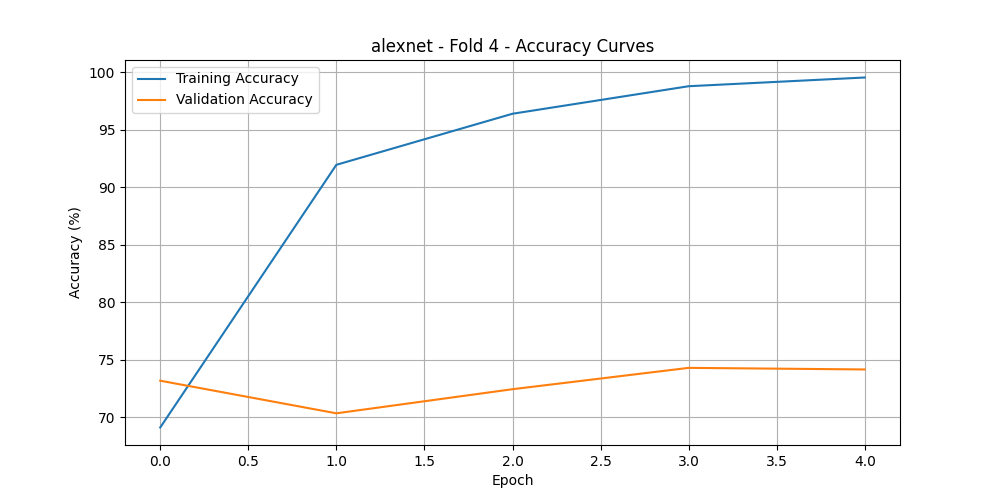 alexnet - Fold 4 - Accuracy Curves
Training Accuracy
Validation Accuracy
Accuracy (%)
100
95
90
85
80
75
70
0.0 0.5 1.0 1.5 2.0 2.5 3.0 3.5 4.0
Epoch